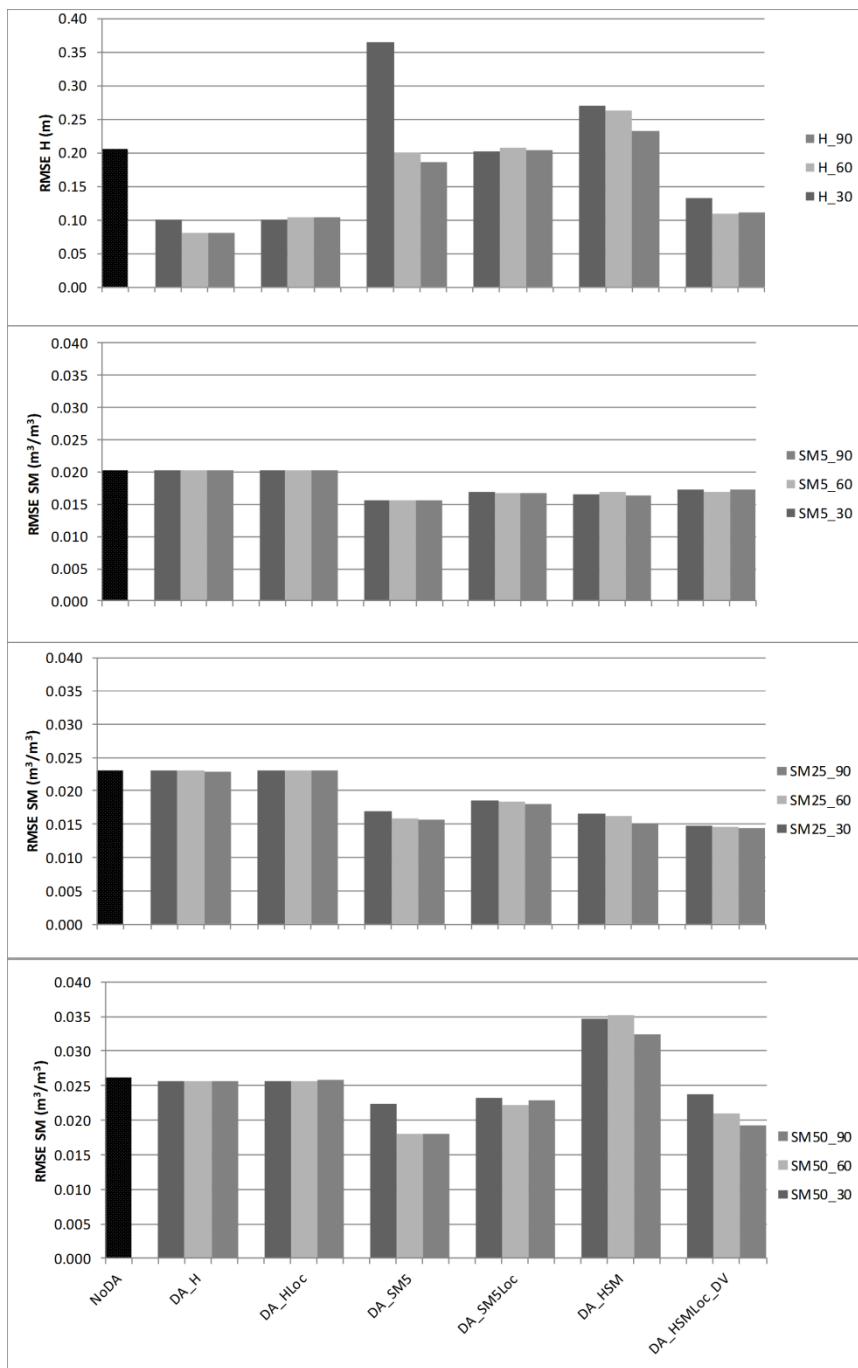 0.40
0.35
0.30
0.25
0.20
0.15
0.10
0.05
0.00
RMSE H (m)
H_90
H_60
H_30
0.040
0.035
0.030
0.025
0.020
0.015
0.010
0.005
0.000
RMSE SM (m³/m³)
SM5_90
SM5_60
SM5_30
0.040
0.035
0.030
0.025
0.020
0.015
0.010
0.005
0.000
RMSE SM (m³/m³)
SM25_90
SM25_60
SM25_30
0.040
0.035
0.030
0.025
0.020
0.015
0.010
0.005
0.000
RMSE SM (m³/m³)
SM50_90
SM50_60
SM50_30
NoDA
DA_H
DA_HLoc
DA_SM5
DA_SM5Loc
DA_HSM
DA_HSMLoc_DV